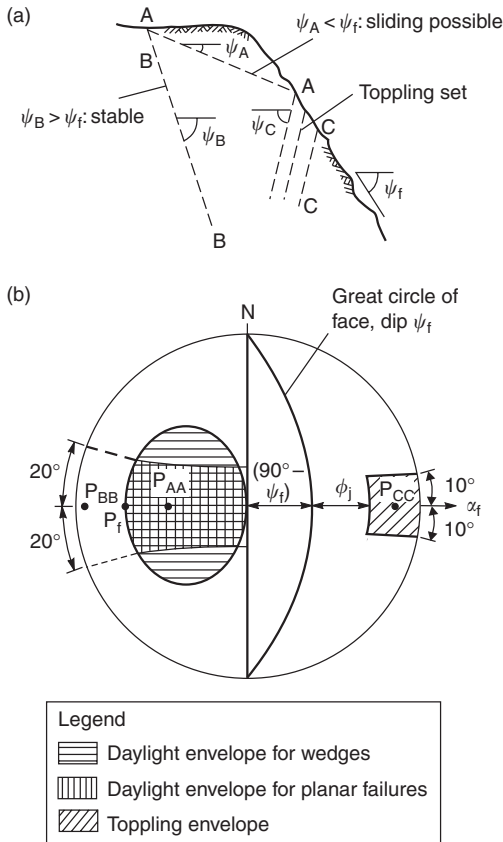 (a)
A
ψA < ψf: sliding possible
ψA
B
A
Toppling set
ψB > ψf: stable
ψB
ψC
C
C
ψf
B
(b)
Great circle of
face, dip ψf
N
20°
20°
PBB
Pf
PAA
(90°–
ψf)
ϕj
PCC
10°
10°
αf
Legend
Daylight envelope for wedges
Daylight envelope for planar failures
Toppling envelope